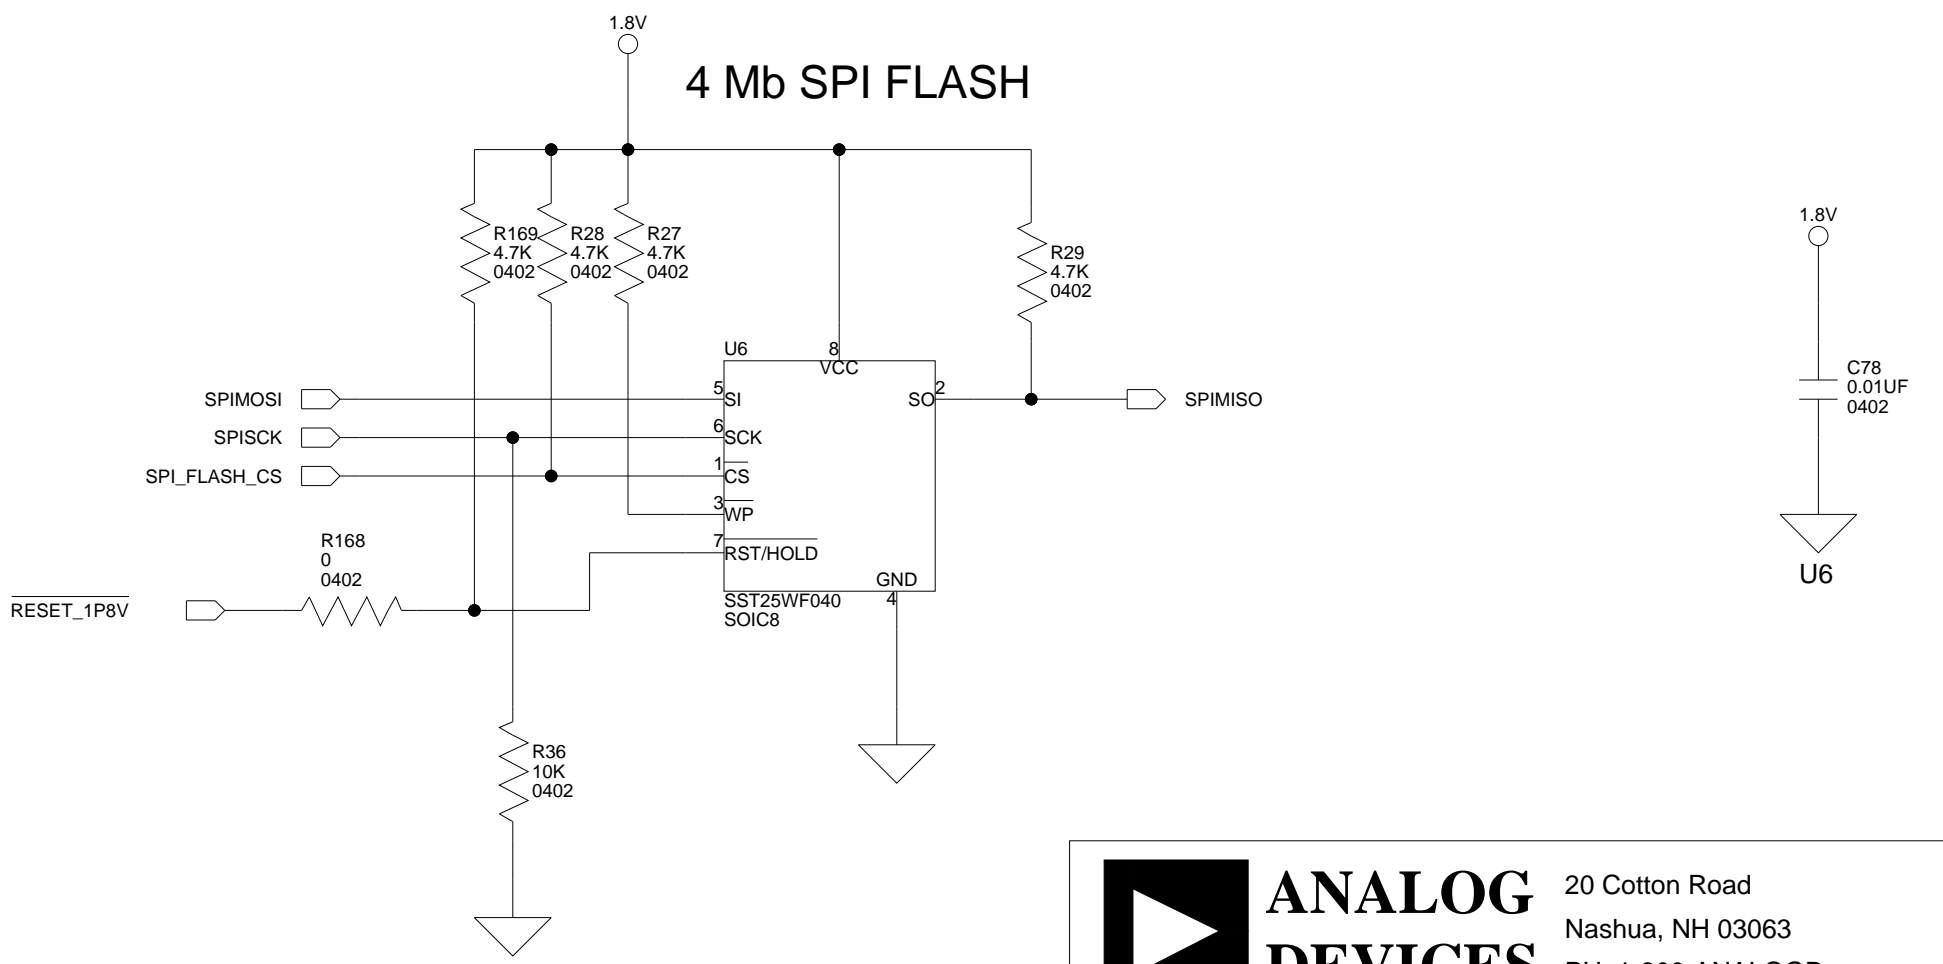 1.8V
4 Mb SPI FLASH
R169
4.7K
0402
R28
4.7K
0402
R27
4.7K
0402
R29
4.7K
0402
1.8V
C78
0.01UF
0402
U6
U6
8
VCC
SPIMOSI
5
SI
SO
2
SPIMISO
SPISCK
6
SCK
SPI_FLASH_CS
1
CS
3
WP
7
RST/HOLD
GND
4
SST25WF040
SOIC8
R168
0
0402
RESET_1P8V
R36
10K
0402
ANALOG
DEVICES
20 Cotton Road
Nashua, NH 03063